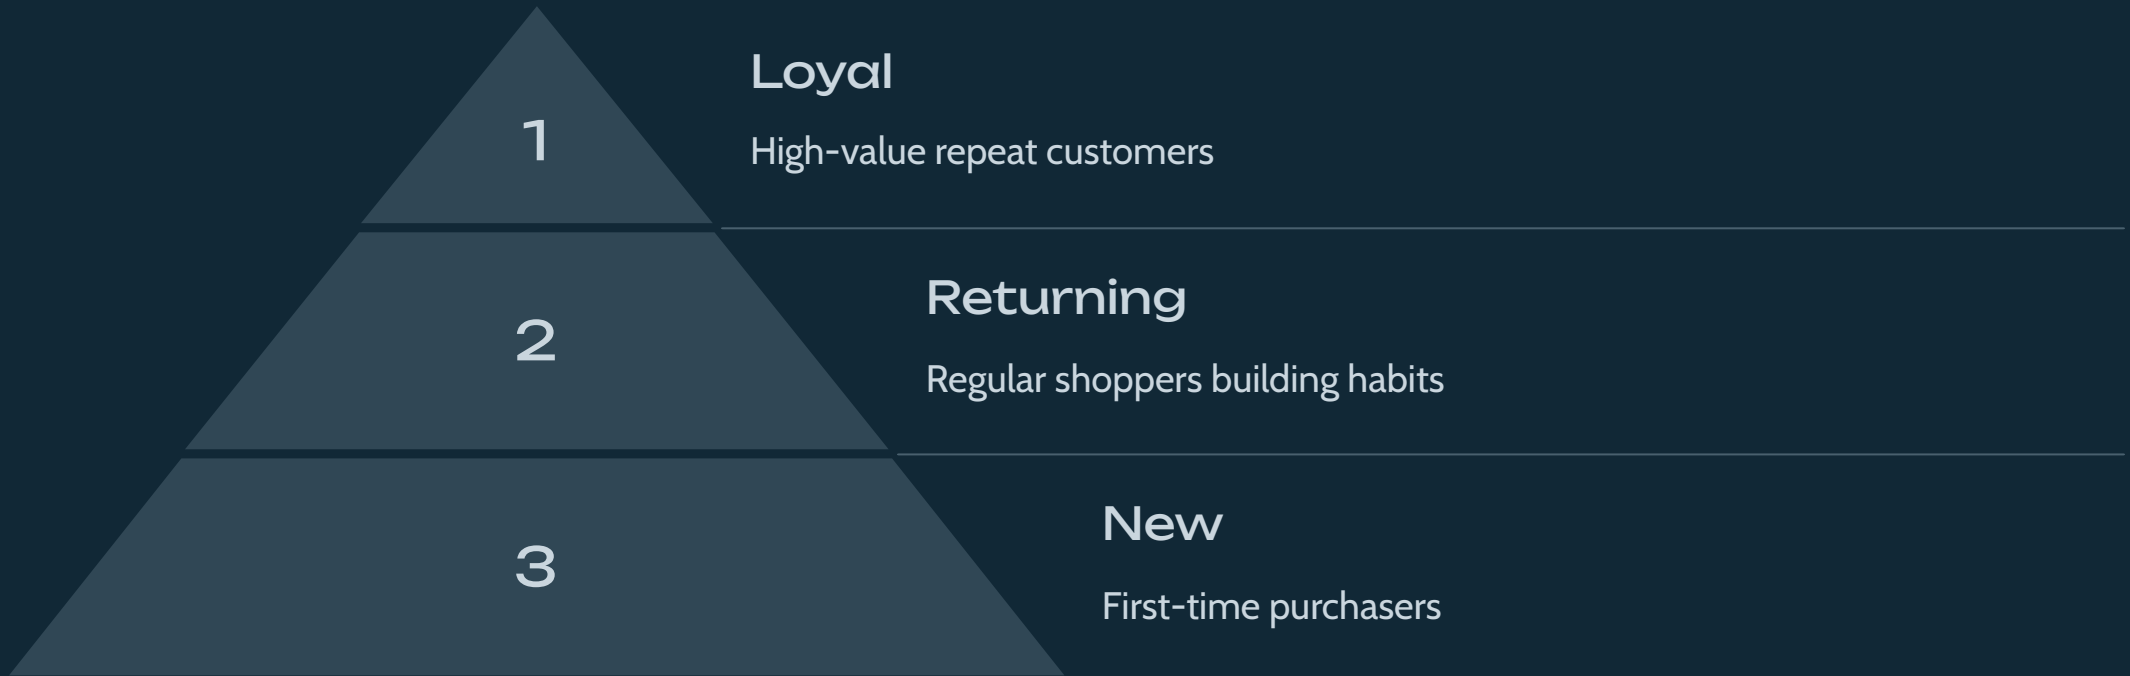 1
Loyal
High-value repeat customers
2
Returning
Regular shoppers building habits
3
New
First-time purchasers